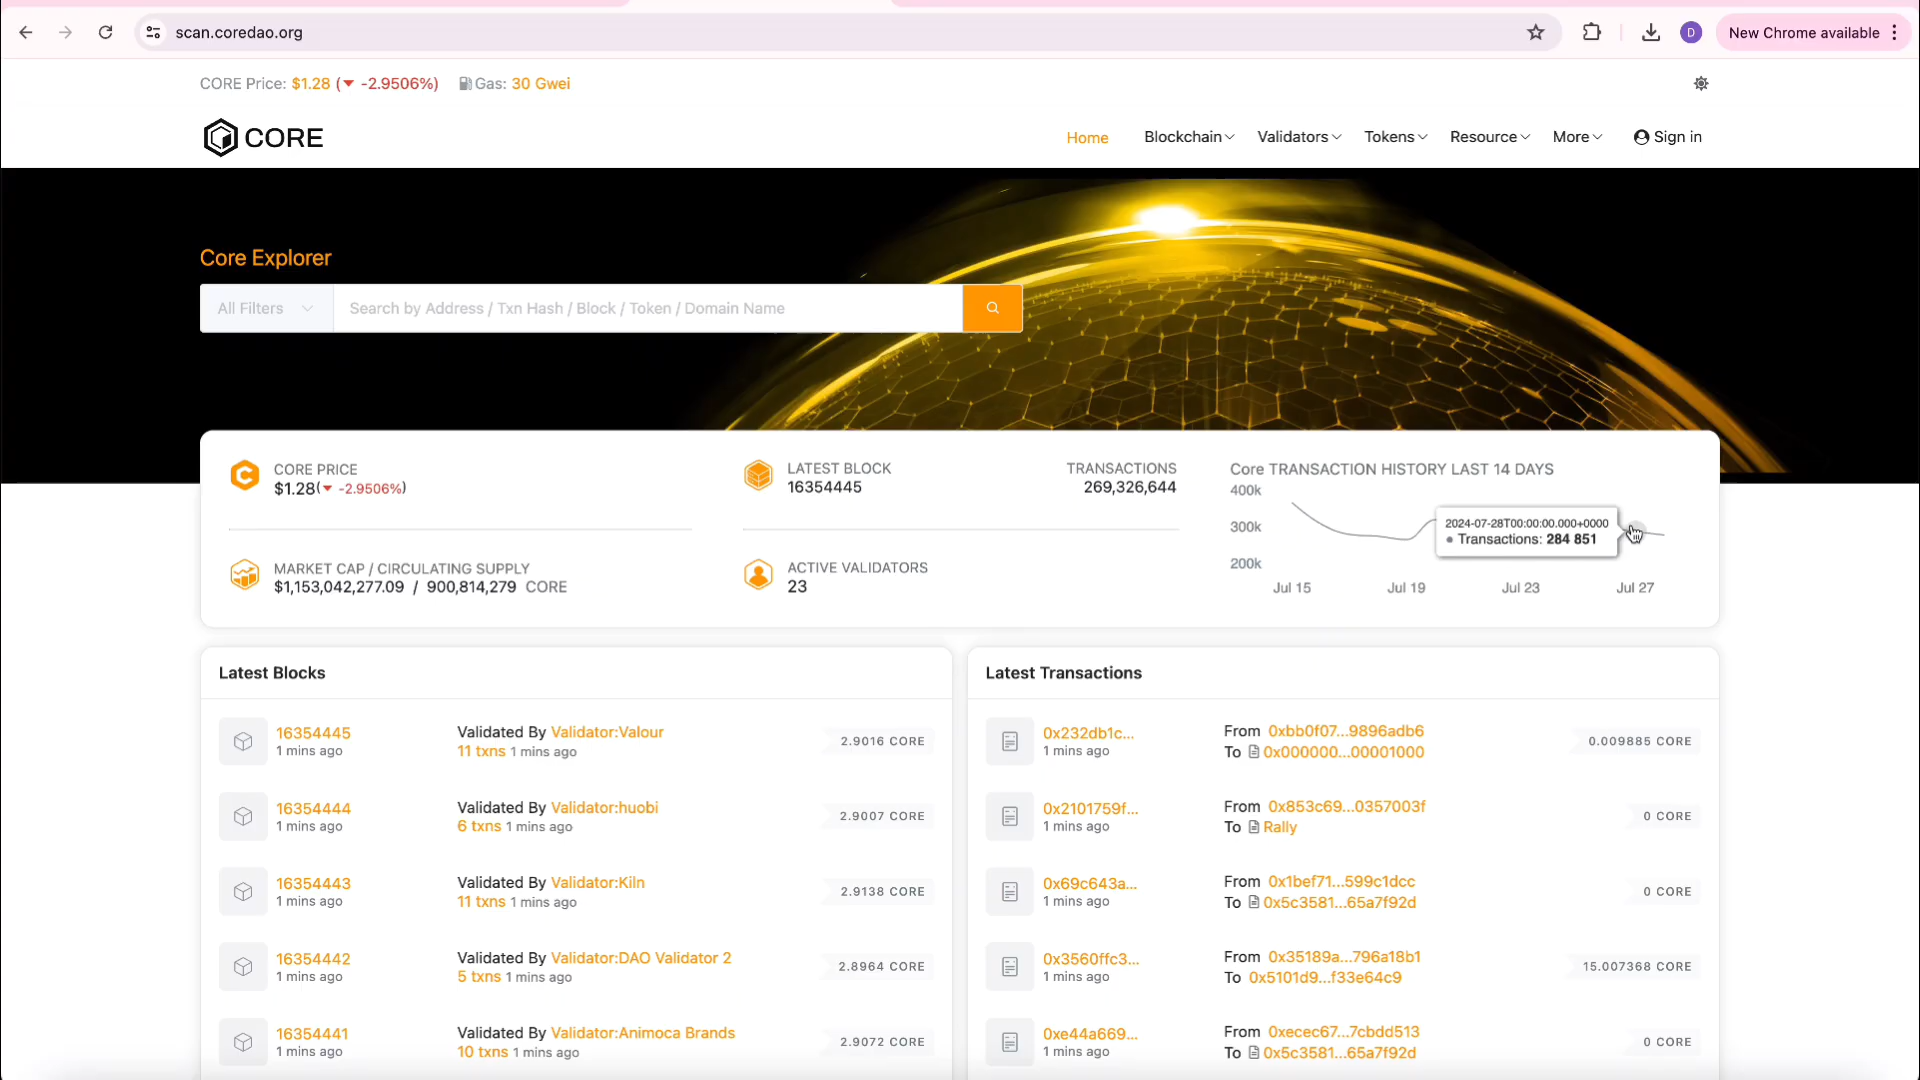 scan.coredao.org
D
New Chrome available
CORE Price: $1.28 (▼ -2.9506%) Gas: 30 Gwei
CORE
Home Blockchain Validators Tokens Resource More Sign in
Core Explorer
All Filters Search by Address / Txn Hash / Block / Token / Domain Name
CORE PRICE
$1.28(▼ -2.9506%)
MARKET CAP / CIRCULATING SUPPLY
$1,153,042,277.09 / 900,814,279 CORE
LATEST BLOCK
16354445
TRANSACTIONS
269,326,644
ACTIVE VALIDATORS
23
Core TRANSACTION HISTORY LAST 14 DAYS
400k
300k
200k
2024-07-28T00:00:00.000+0000
● Transactions: 284 851
Jul 15 Jul 19 Jul 23 Jul 27
Latest Blocks
16354445
1 mins ago
Validated By Validator:Valour
11 txns 1 mins ago
2.9016 CORE
16354444
1 mins ago
Validated By Validator:huobi
6 txns 1 mins ago
2.9007 CORE
16354443
1 mins ago
Validated By Validator:Kiln
11 txns 1 mins ago
2.9138 CORE
16354442
1 mins ago
Validated By Validator:DAO Validator 2
5 txns 1 mins ago
2.8964 CORE
16354441
1 mins ago
Validated By Validator:Animoca Brands
10 txns 1 mins ago
2.9072 CORE
Latest Transactions
0x232db1c...
1 mins ago
From 0xbb0f07...9896adb6
To 0x000000...00001000
0.009885 CORE
0x2101759f...
1 mins ago
From 0x853c69...0357003f
To Rally
0 CORE
0x69c643a...
1 mins ago
From 0x1bef71...599c1dcc
To 0x5c3581...65a7f92d
0 CORE
0x3560ffc3...
1 mins ago
From 0x35189a...796a18b1
To 0x5101d9...f33e64c9
15.007368 CORE
0xe44a669...
1 mins ago
From 0xecec67...7cbdd513
To 0x5c3581...65a7f92d
0 CORE